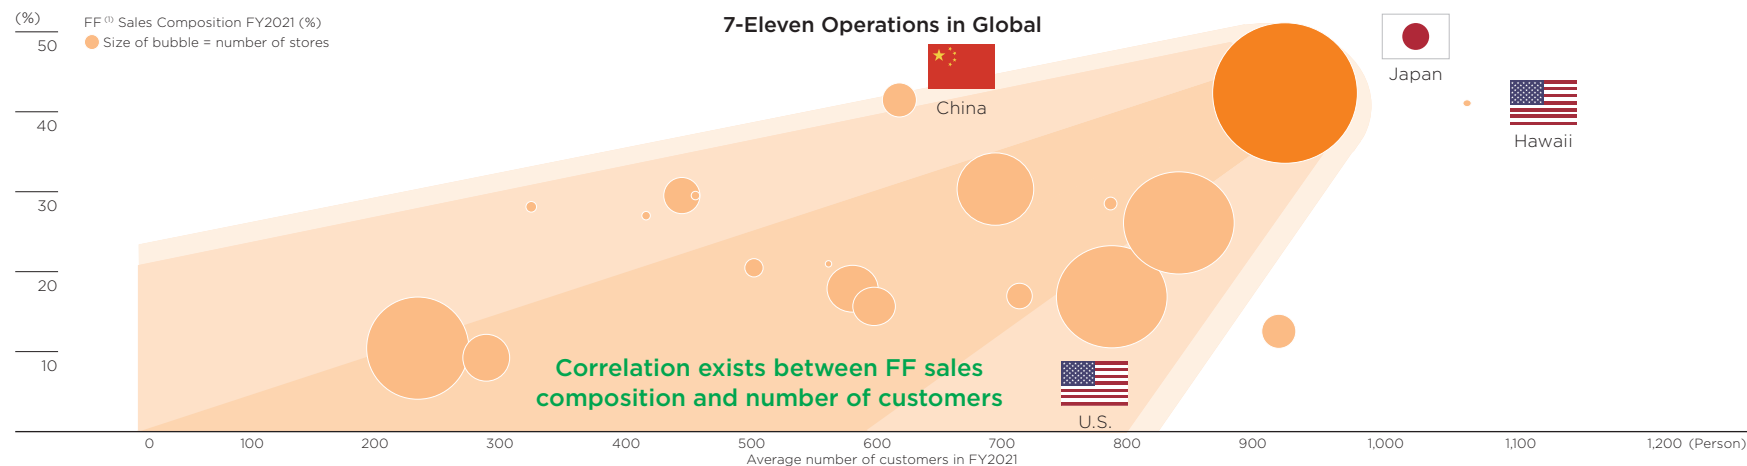 7-Eleven Operations in Global
(%)
FF (1) Sales Composition FY2021 (%)
Size of bubble = number of stores
50
40
30
20
10
China
Japan
Hawaii
U.S.
Correlation exists between FF sales
composition and number of customers
0 100 200 300 400 500 600 700 800 900 1,000 1,100 1,200 (Person)
Average number of customers in FY2021